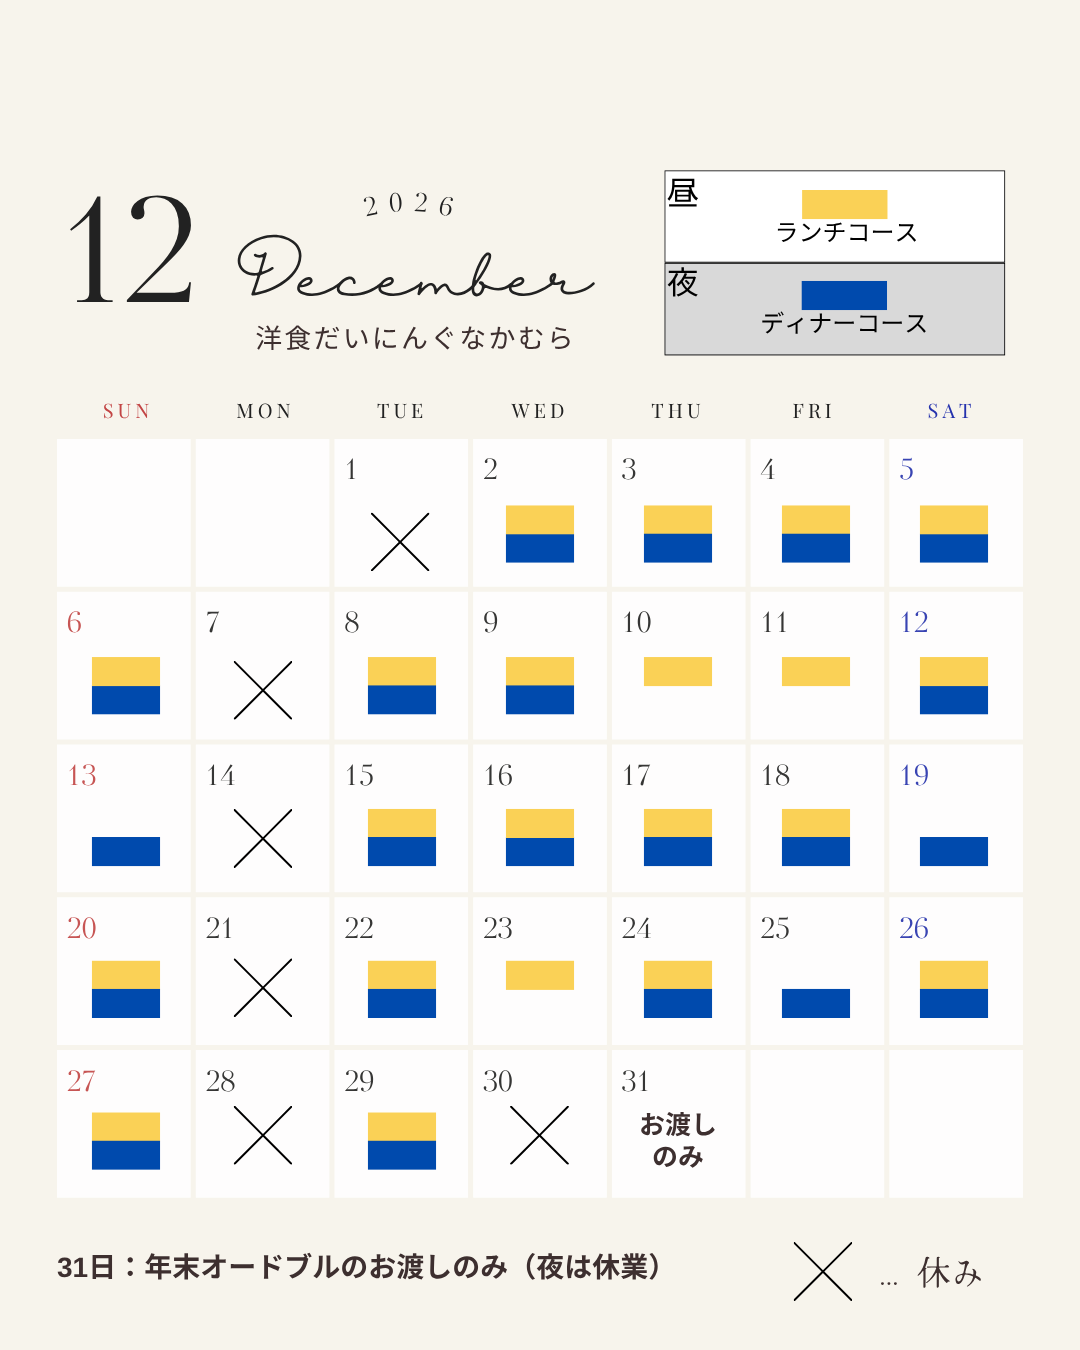 12
2026
December
洋食だいにんぐなかむら
昼
ランチコース
夜
ディナーコース
SUN MON TUE WED THU FRI SAT
1 2 3 4 5
6 7 8 9 10 11 12
13 14 15 16 17 18 19
20 21 22 23 24 25 26
27 28 29 30 31
お渡し
のみ
31日：年末オードブルのお渡しのみ（夜は休業）
... 休み